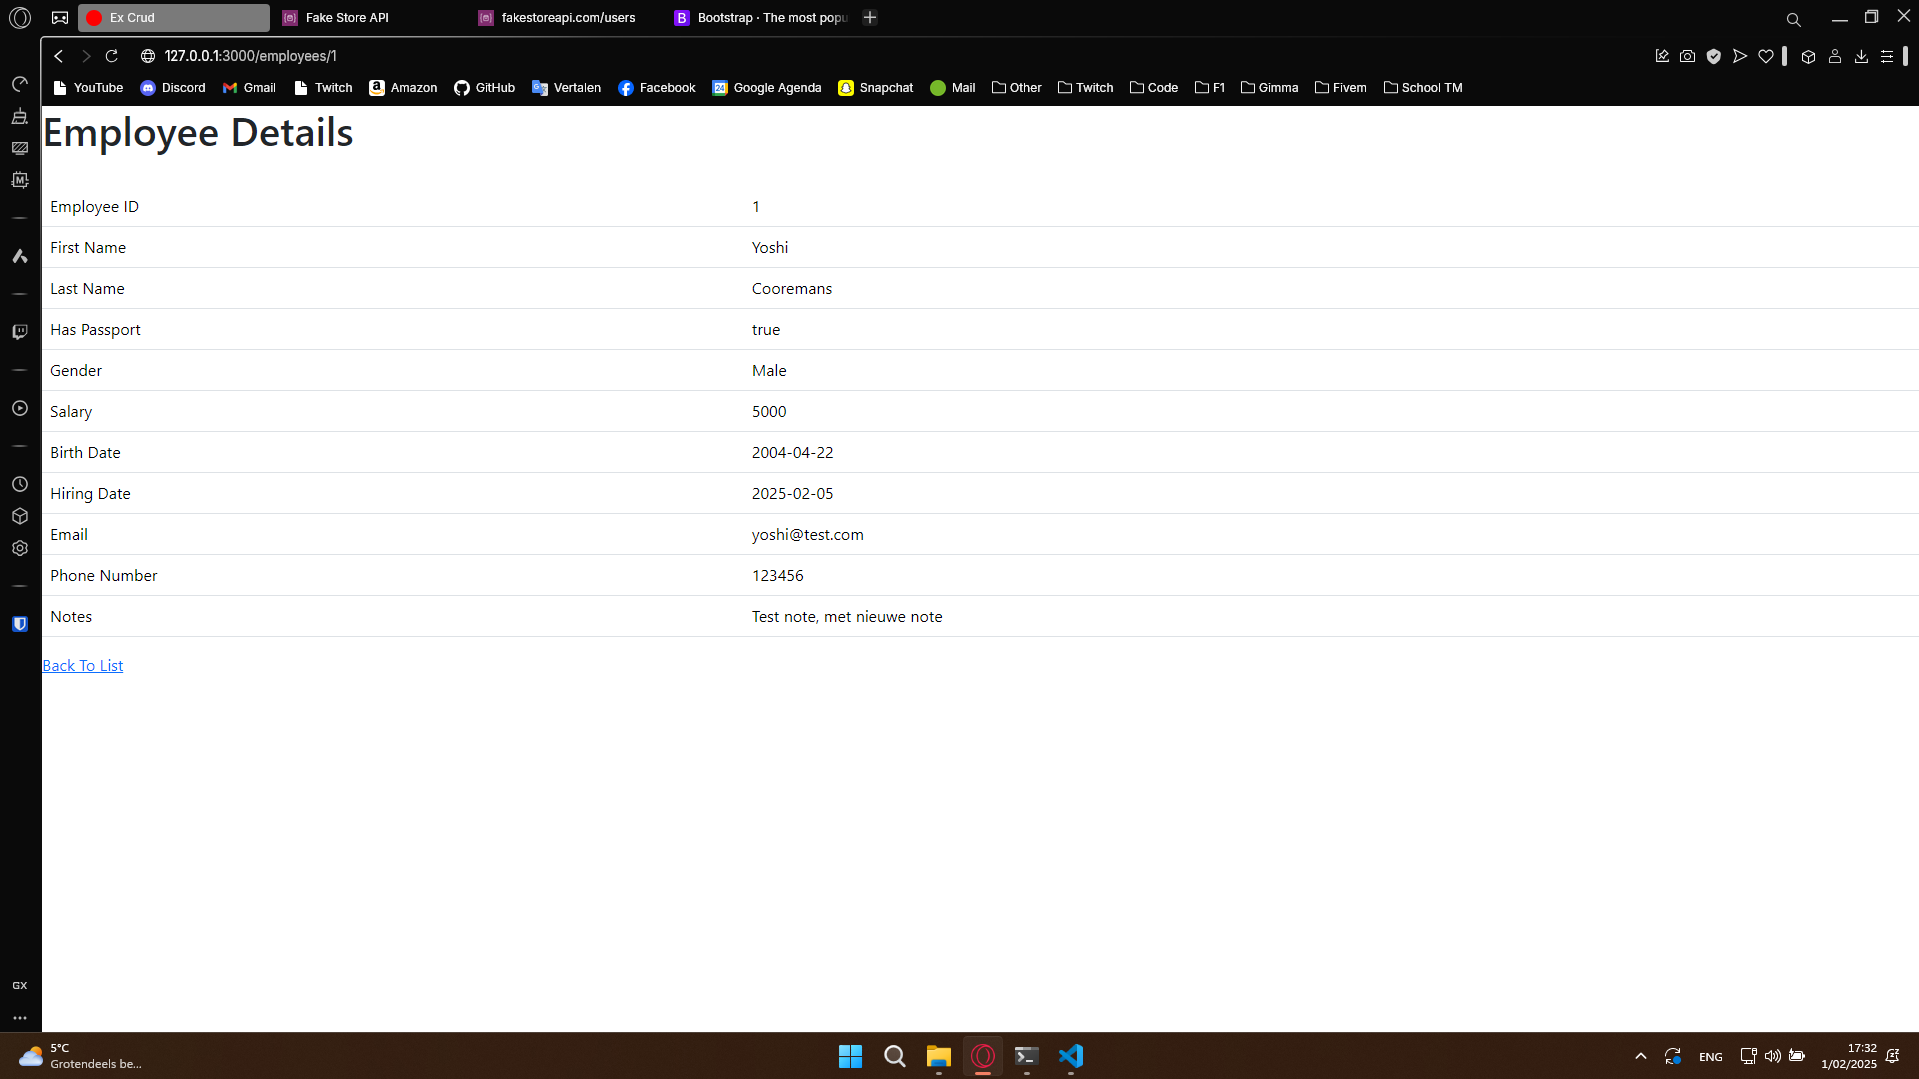 Ex Crud
Fake Store API
fakestoreapi.com/users
B Bootstrap · The most popu
127.0.0.1:3000/employees/1
YouTube Discord Gmail Twitch Amazon GitHub Vertalen Facebook 24 Google Agenda Snapchat Mail Other Twitch Code F1 Gimma Fivem School TM
Employee Details
Employee ID 1
First Name Yoshi
Last Name Cooremans
Has Passport true
Gender Male
Salary 5000
Birth Date 2004-04-22
Hiring Date 2025-02-05
Email yoshi@test.com
Phone Number 123456
Notes Test note, met nieuwe note
Back To List
M
GX
5°C
Grotendeels be...
ENG
17:32
1/02/2025